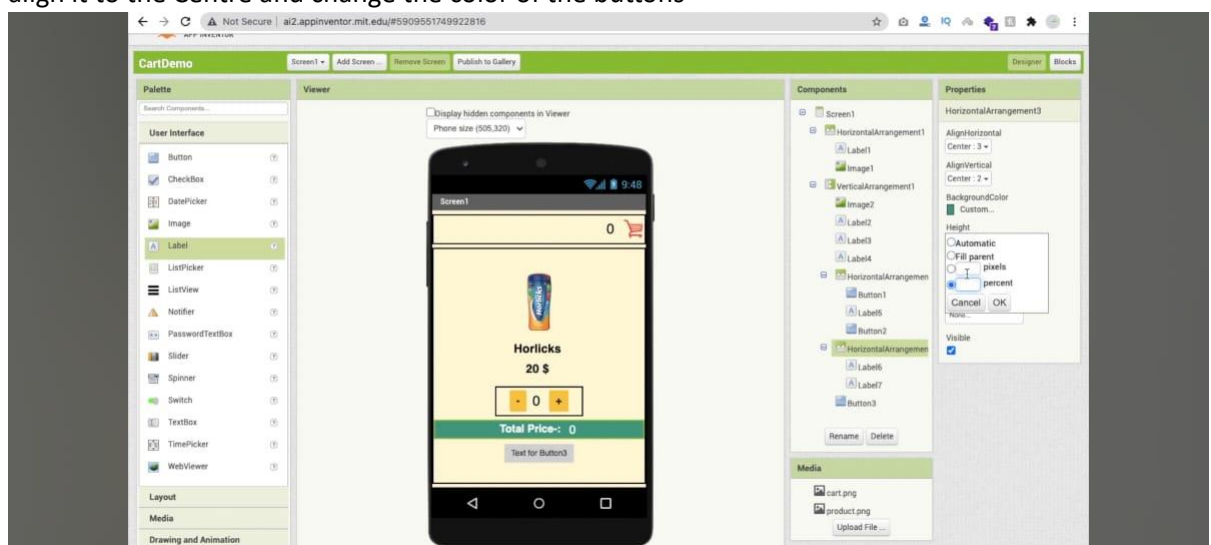 align it to the Centre and change the color of the buttons
Not Secure | ai2.appinventor.mit.edu/#5909551749922816
APP INVENTOR
CartDemo
Screen1
Add Screen ...
Remove Screen
Publish to Gallery
Designer
Blocks
Palette
Search Components...
User Interface
Button
CheckBox
DatePicker
Image
Label
ListPicker
ListView
Notifier
PasswordTextBox
Slider
Spinner
Switch
TextBox
TimePicker
WebViewer
Layout
Media
Drawing and Animation
Viewer
Display hidden components in Viewer
Phone size (505,320)
9:48
Screen1
0
Horlicks
Horlicks
20 $
- 0 +
Total Price-: 0
Text for Button3
Components
Screen1
HorizontalArrangement1
Label1
Image1
VerticalArrangement1
Image2
Label2
Label3
Label4
HorizontalArrangemen
Button1
Label5
Button2
HorizontalArrangemen
Label6
Label7
Button3
Rename
Delete
Media
cart.png
product.png
Upload File ...
Properties
HorizontalArrangement3
AlignHorizontal
Center : 3
AlignVertical
Center : 2
BackgroundColor
Custom...
Height
Automatic
Fill parent
pixels
percent
Cancel
OK
None...
Visible